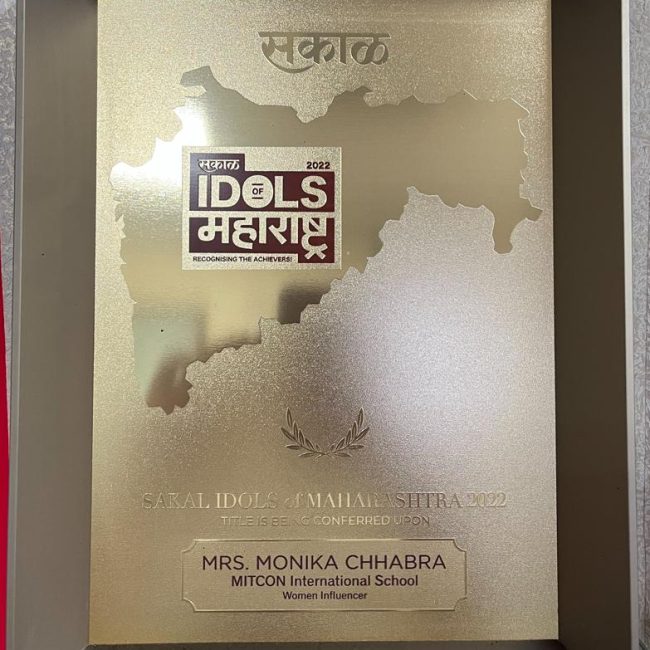 सकाळ
सकाळ 2022
IDOLS
OF
महाराष्ट्र
RECOGNISING THE ACHIEVERS!
SAKAL IDOLS of MAHARASHTRA 2022
TITLE IS BEING CONFERRED UPON
MRS. MONIKA CHHABRA
MITCON International School
Women Influencer